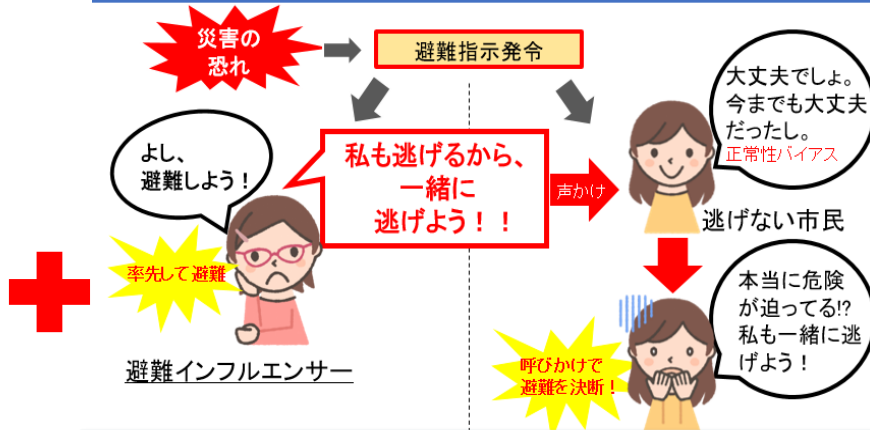 災害の
恐れ
避難指示発令
大丈夫でしょ。
今までも大丈夫
だったし。
正常性バイアス
よし、
避難しよう！
私も逃げるから、
一緒に
逃げよう！！
声かけ
逃げない市民
率先して避難
避難インフルエンサー
本当に危険
が迫ってる!?
私も一緒に逃
げよう！
呼びかけで
避難を決断！